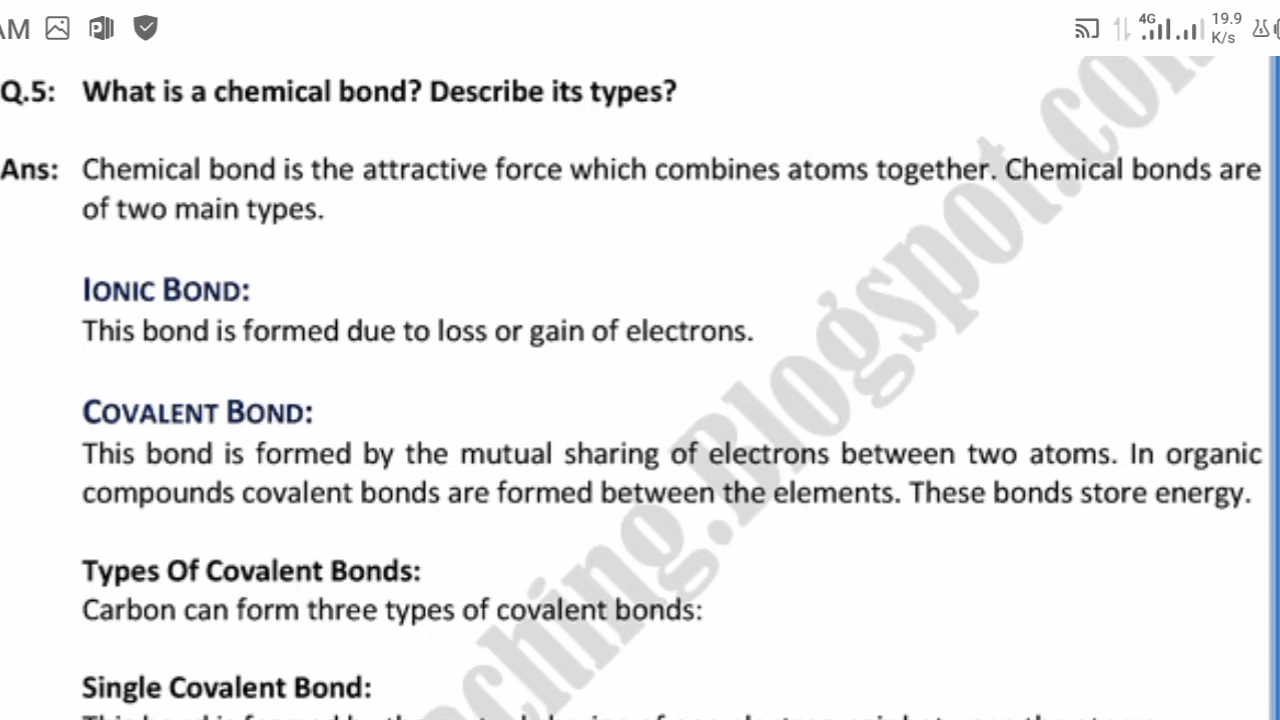 AM
4G
19.9
K/s
Q.5: What is a chemical bond? Describe its types?
Ans: Chemical bond is the attractive force which combines atoms together. Chemical bonds are
of two main types.
IONIC BOND:
This bond is formed due to loss or gain of electrons.
COVALENT BOND:
This bond is formed by the mutual sharing of electrons between two atoms. In organic
compounds covalent bonds are formed between the elements. These bonds store energy.
Types Of Covalent Bonds:
Carbon can form three types of covalent bonds:
Single Covalent Bond:
ching.Blogspot.com